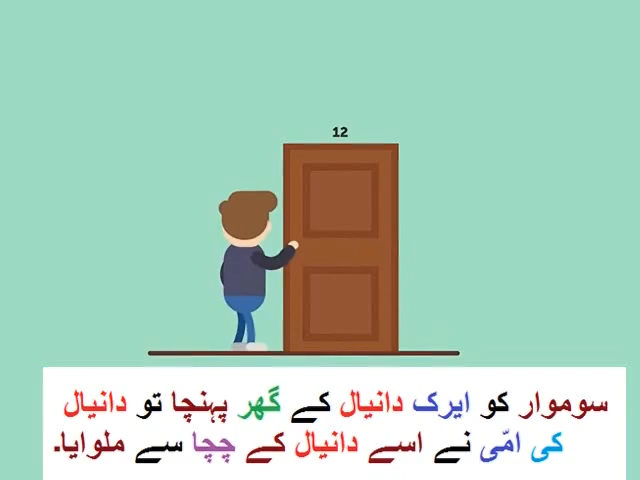 12
سوموار کو ایرک دانیال کے گھر پہنچا تو دانیال
کی امّی نے اسے دانیال کے چچا سے ملوایا۔